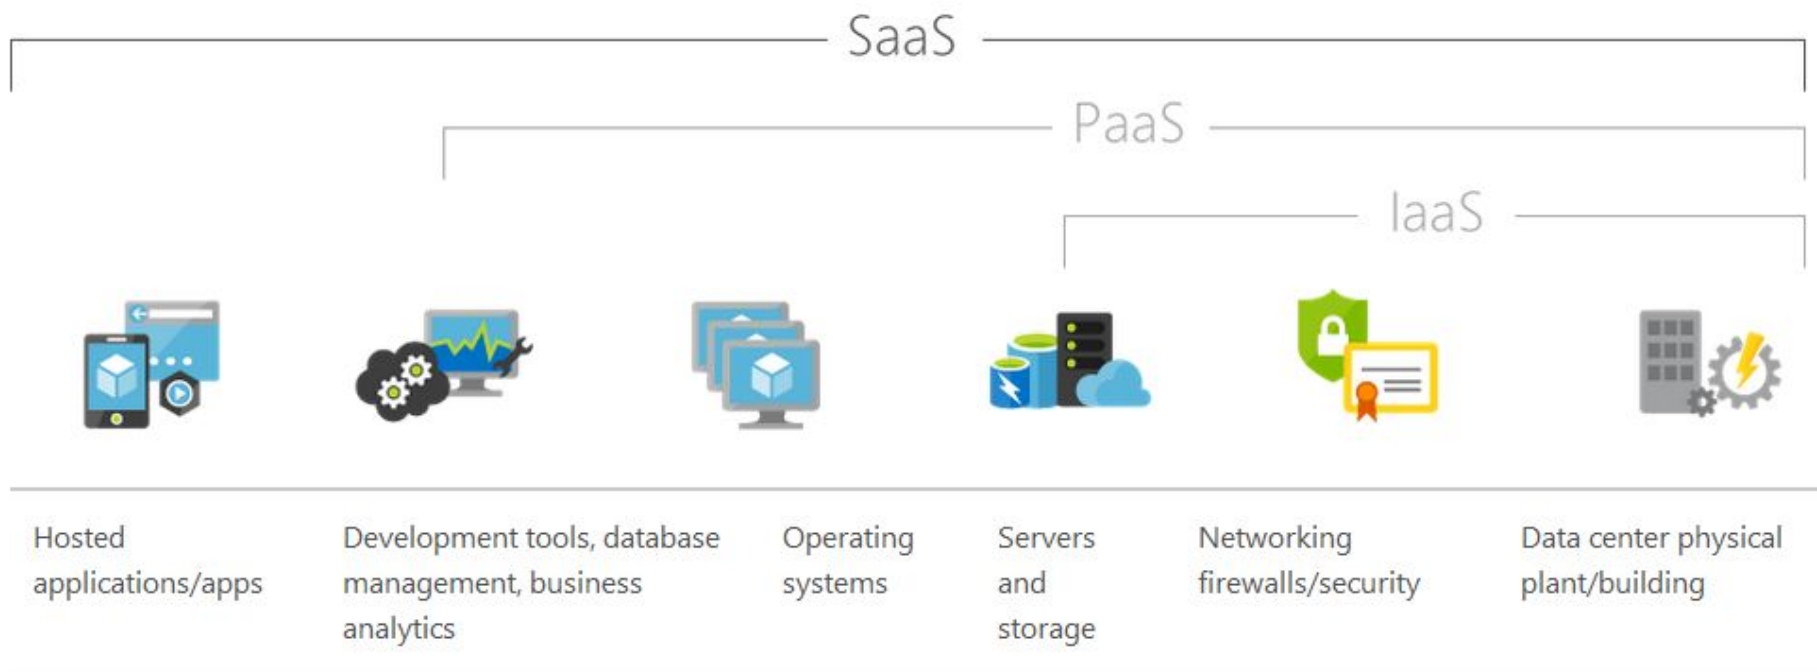 SaaS
PaaS
IaaS
Hosted
applications/apps
Development tools, database
management, business
analytics
Operating
systems
Servers
and
storage
Networking
firewalls/security
Data center physical
plant/building